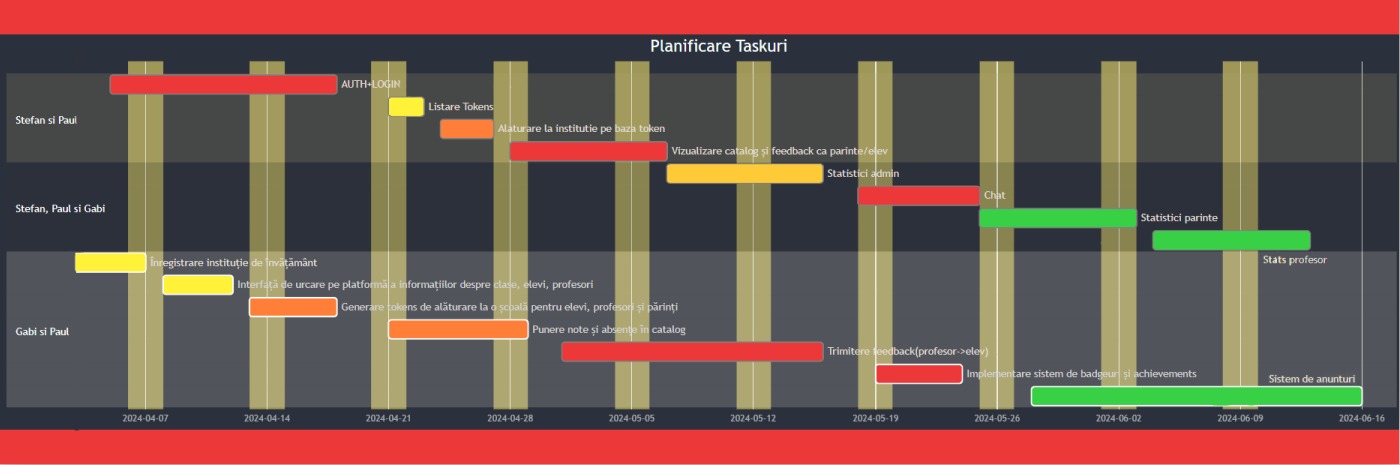 Planificare Taskuri
AUTH+LOGIN
Listare Tokens
Stefan si Paul
Alaturare la institutie pe baza token
Vizualizare catalog și feedback ca parinte/elev
Statistici admin
Chat
Stefan, Paul si Gabi
Statistici parinte
Stats profesor
Înregistrare instituție de învățământ
Interfață de urcare pe platformă a informațiilor despre clase, elevi, profesori
Generare tokens de alăturare la o școală pentru elevi, profesori și părinți
Gabi si Paul
Punere note și absențe în catalog
Trimitere feedback(profesor->elev)
Implementare sistem de badgeuri și achievements
Sistem de anunturi
2024-04-07 2024-04-14 2024-04-21 2024-04-28 2024-05-05 2024-05-12 2024-05-19 2024-05-26 2024-06-02 2024-06-09 2024-06-16